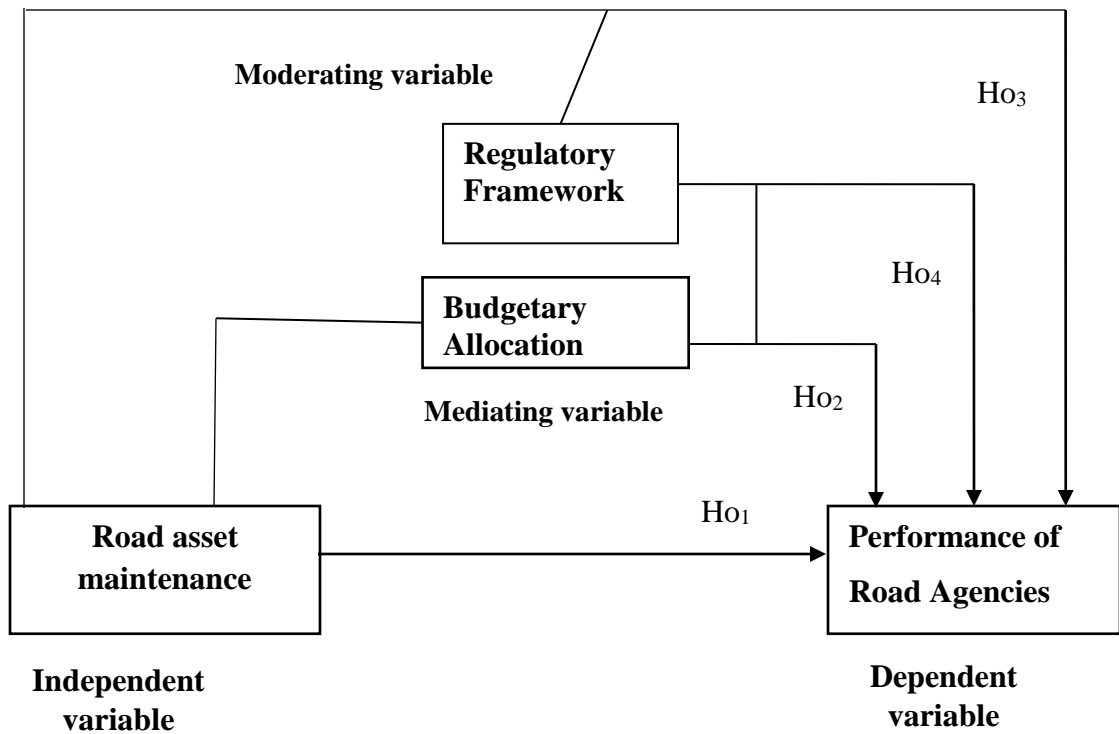 Moderating variable
Ho3
Regulatory
Framework
Ho4
Budgetary
Allocation
Ho2
Mediating variable
Ho1
Road asset
maintenance
Performance of
Road Agencies
Independent
variable
Dependent
variable